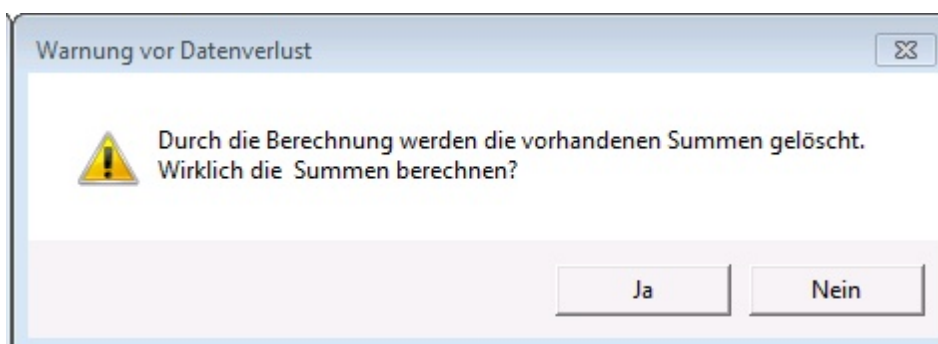 Warnung vor Datenverlust
Durch die Berechnung werden die vorhandenen Summen gelöscht.
Wirklich die  Summen berechnen?
Ja
Nein